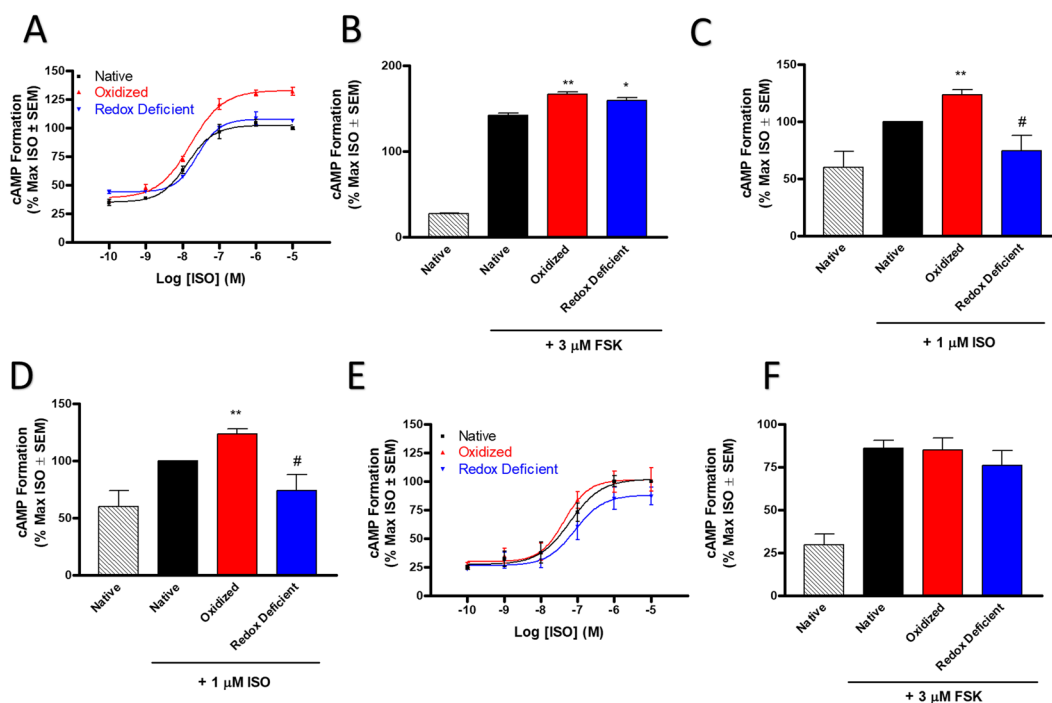 A
cAMP Formation
(% Max ISO ± SEM)
150
125
100
75
50
25
0
Native
Oxidized
Redox Deficient
-10 -9 -8 -7 -6 -5
Log [ISO] (M)
B
cAMP Formation
(% Max ISO ± SEM)
200
100
0
** *
Native Native Oxidized Redox Deficient
+ 3 µM FSK
C
cAMP Formation
(% Max ISO ± SEM)
150
100
50
0
** #
Native Native Oxidized Redox Deficient
+ 1 µM ISO
D
cAMP Formation
(% Max ISO ± SEM)
150
100
50
0
** #
Native Native Oxidized Redox Deficient
+ 1 µM ISO
E
cAMP Formation
(% Max ISO ± SEM)
150
125
100
75
50
25
Native
Oxidized
Redox Deficient
-10 -9 -8 -7 -6 -5
Log [ISO] (M)
F
cAMP Formation
(% Max ISO ± SEM)
100
75
50
25
0
Native Native Oxidized Redox Deficient
+ 3 µM FSK